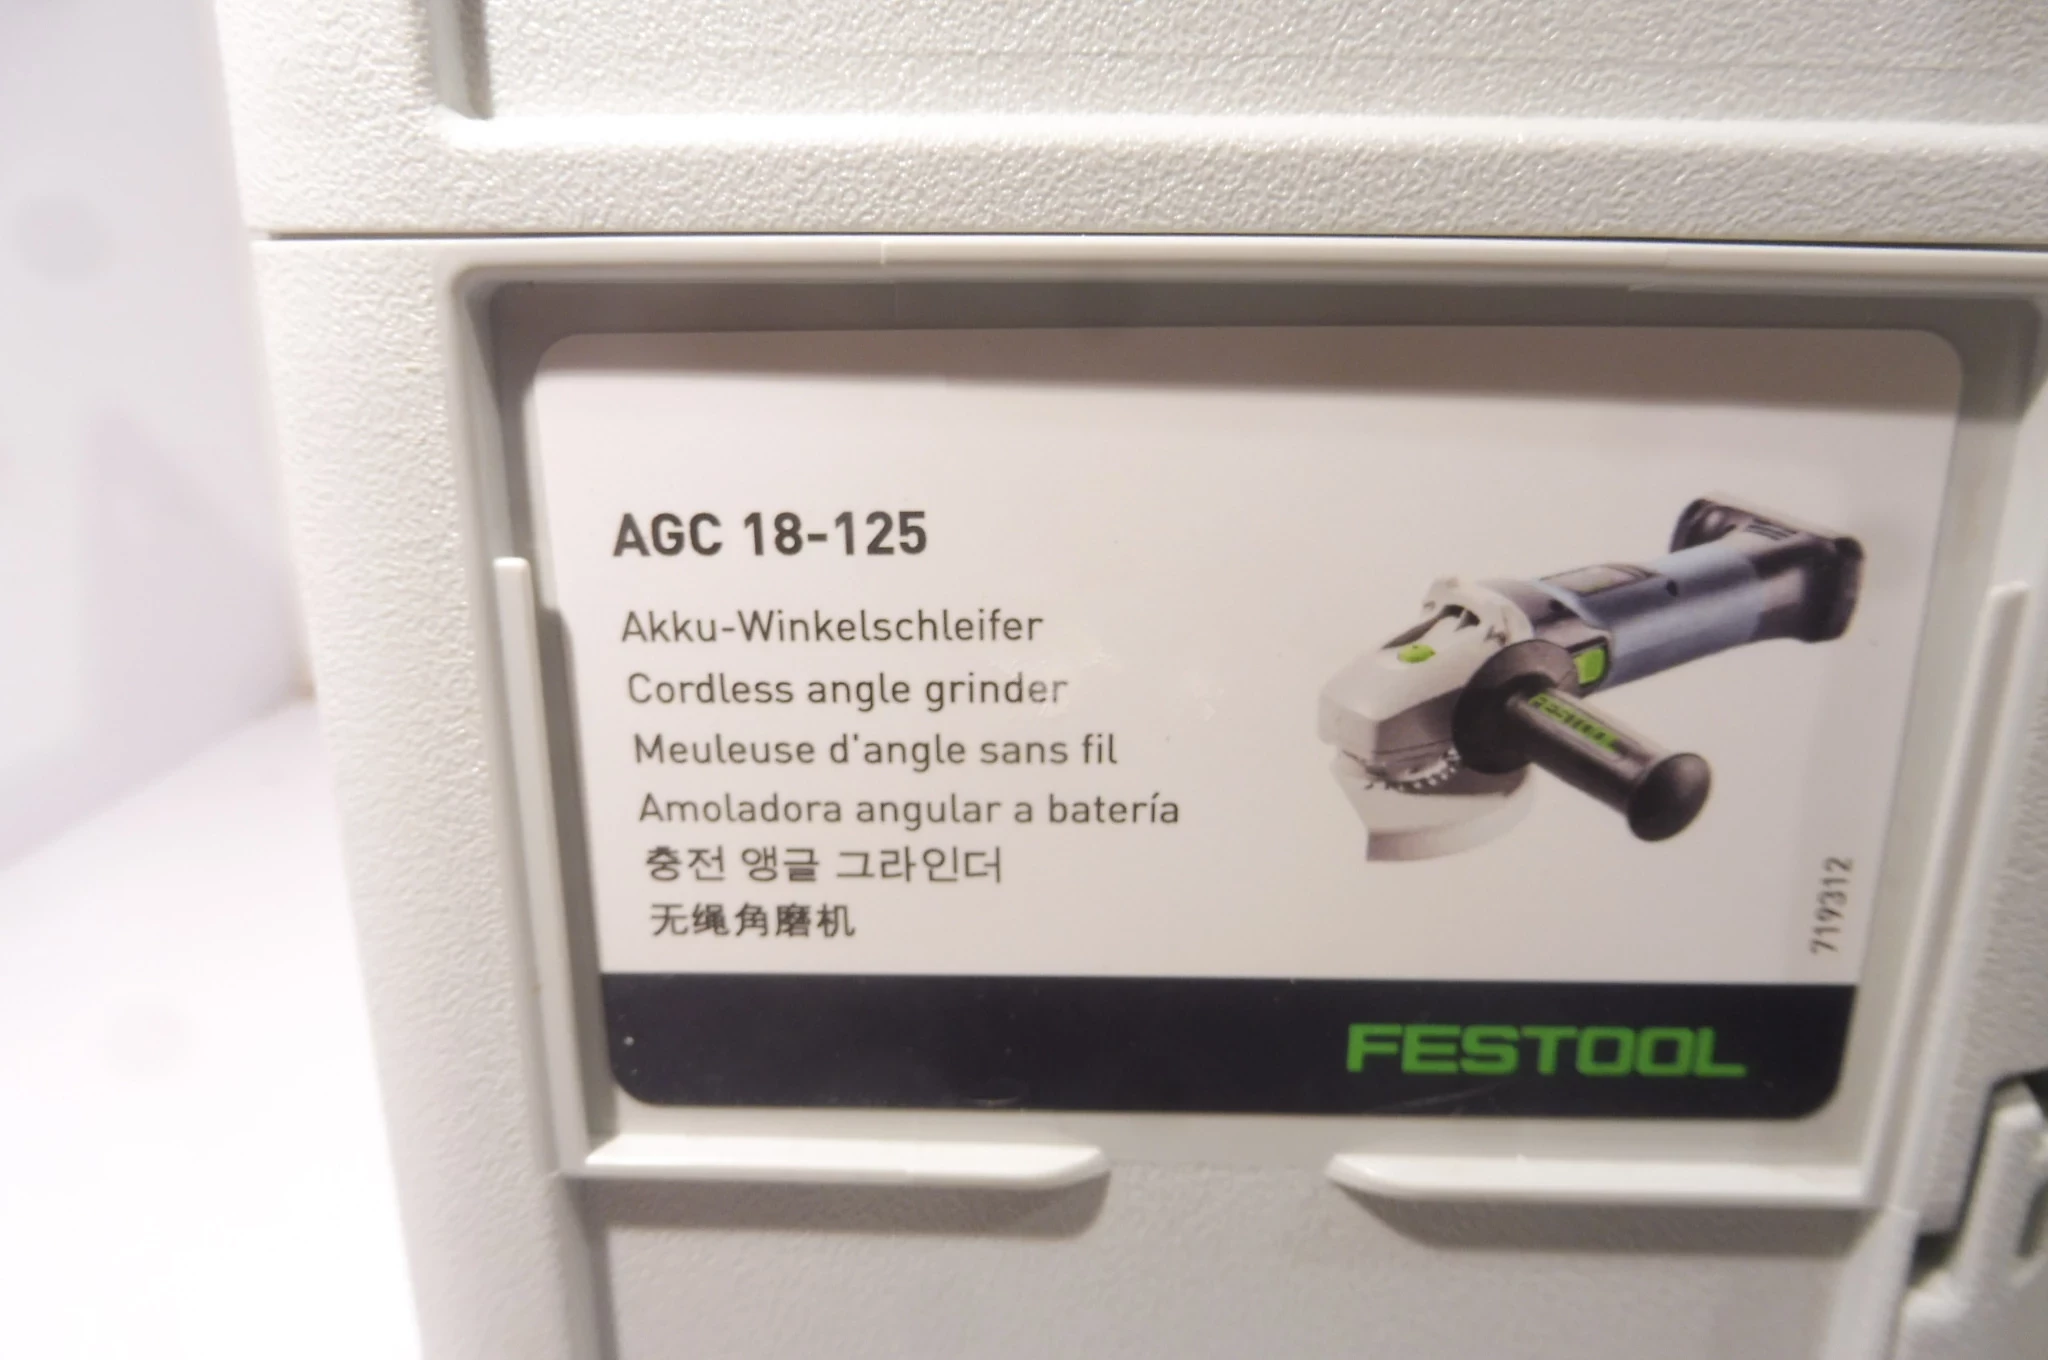 AGC 18-125
Akku-Winkelschleifer
Cordless angle grinder
Meuleuse d'angle sans fil
Amoladora angular a batería
충전 앵글 그라인더
无绳角磨机
719312
FESTOOL